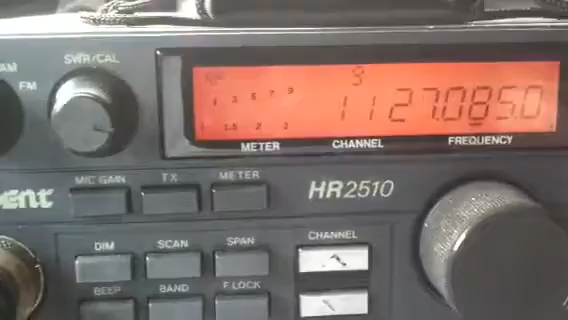 SWR/CAL
AM
FM
S
1 3 5 7 9
11 27.085.0
1 1.5 2 3
METER CHANNEL FREQUENCY
MIC GAIN TX METER
HR2510
DIM SCAN SPAN CHANNEL
BEEP BAND F.LOCK